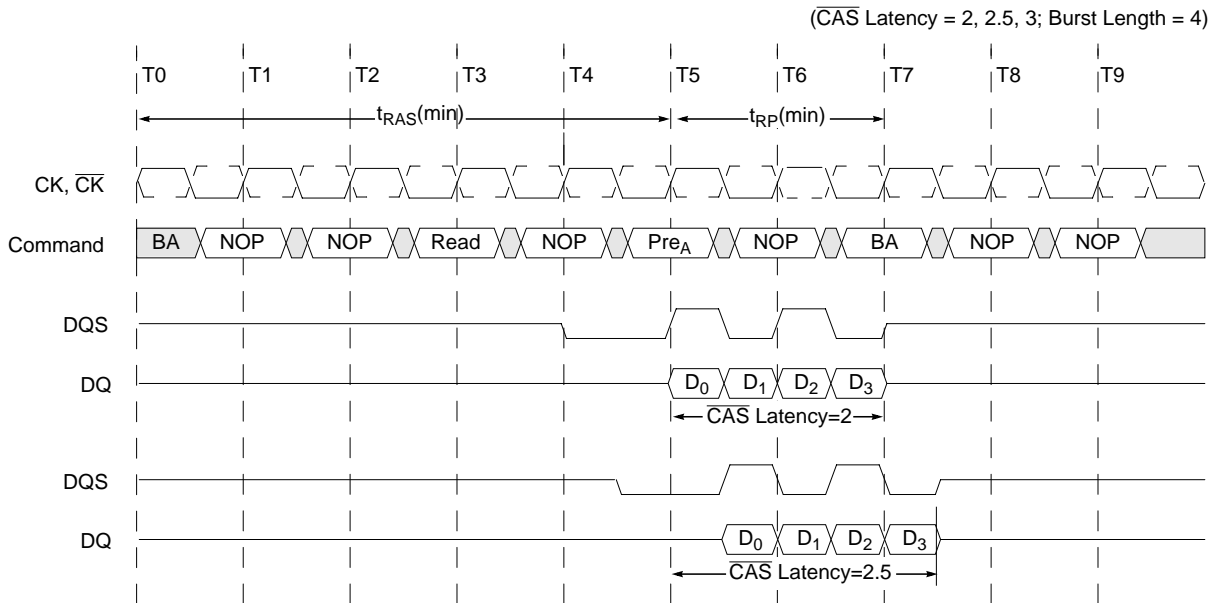 (CAS Latency = 2, 2.5, 3; Burst Length = 4)
T0 T1 T2 T3 T4 T5 T6 T7 T8 T9
tRAS(min) tRP(min)
CK, CK
Command BA NOP NOP Read NOP PreA NOP BA NOP NOP
DQS
DQ D0 D1 D2 D3
CAS Latency=2
DQS
DQ D0 D1 D2 D3
CAS Latency=2.5